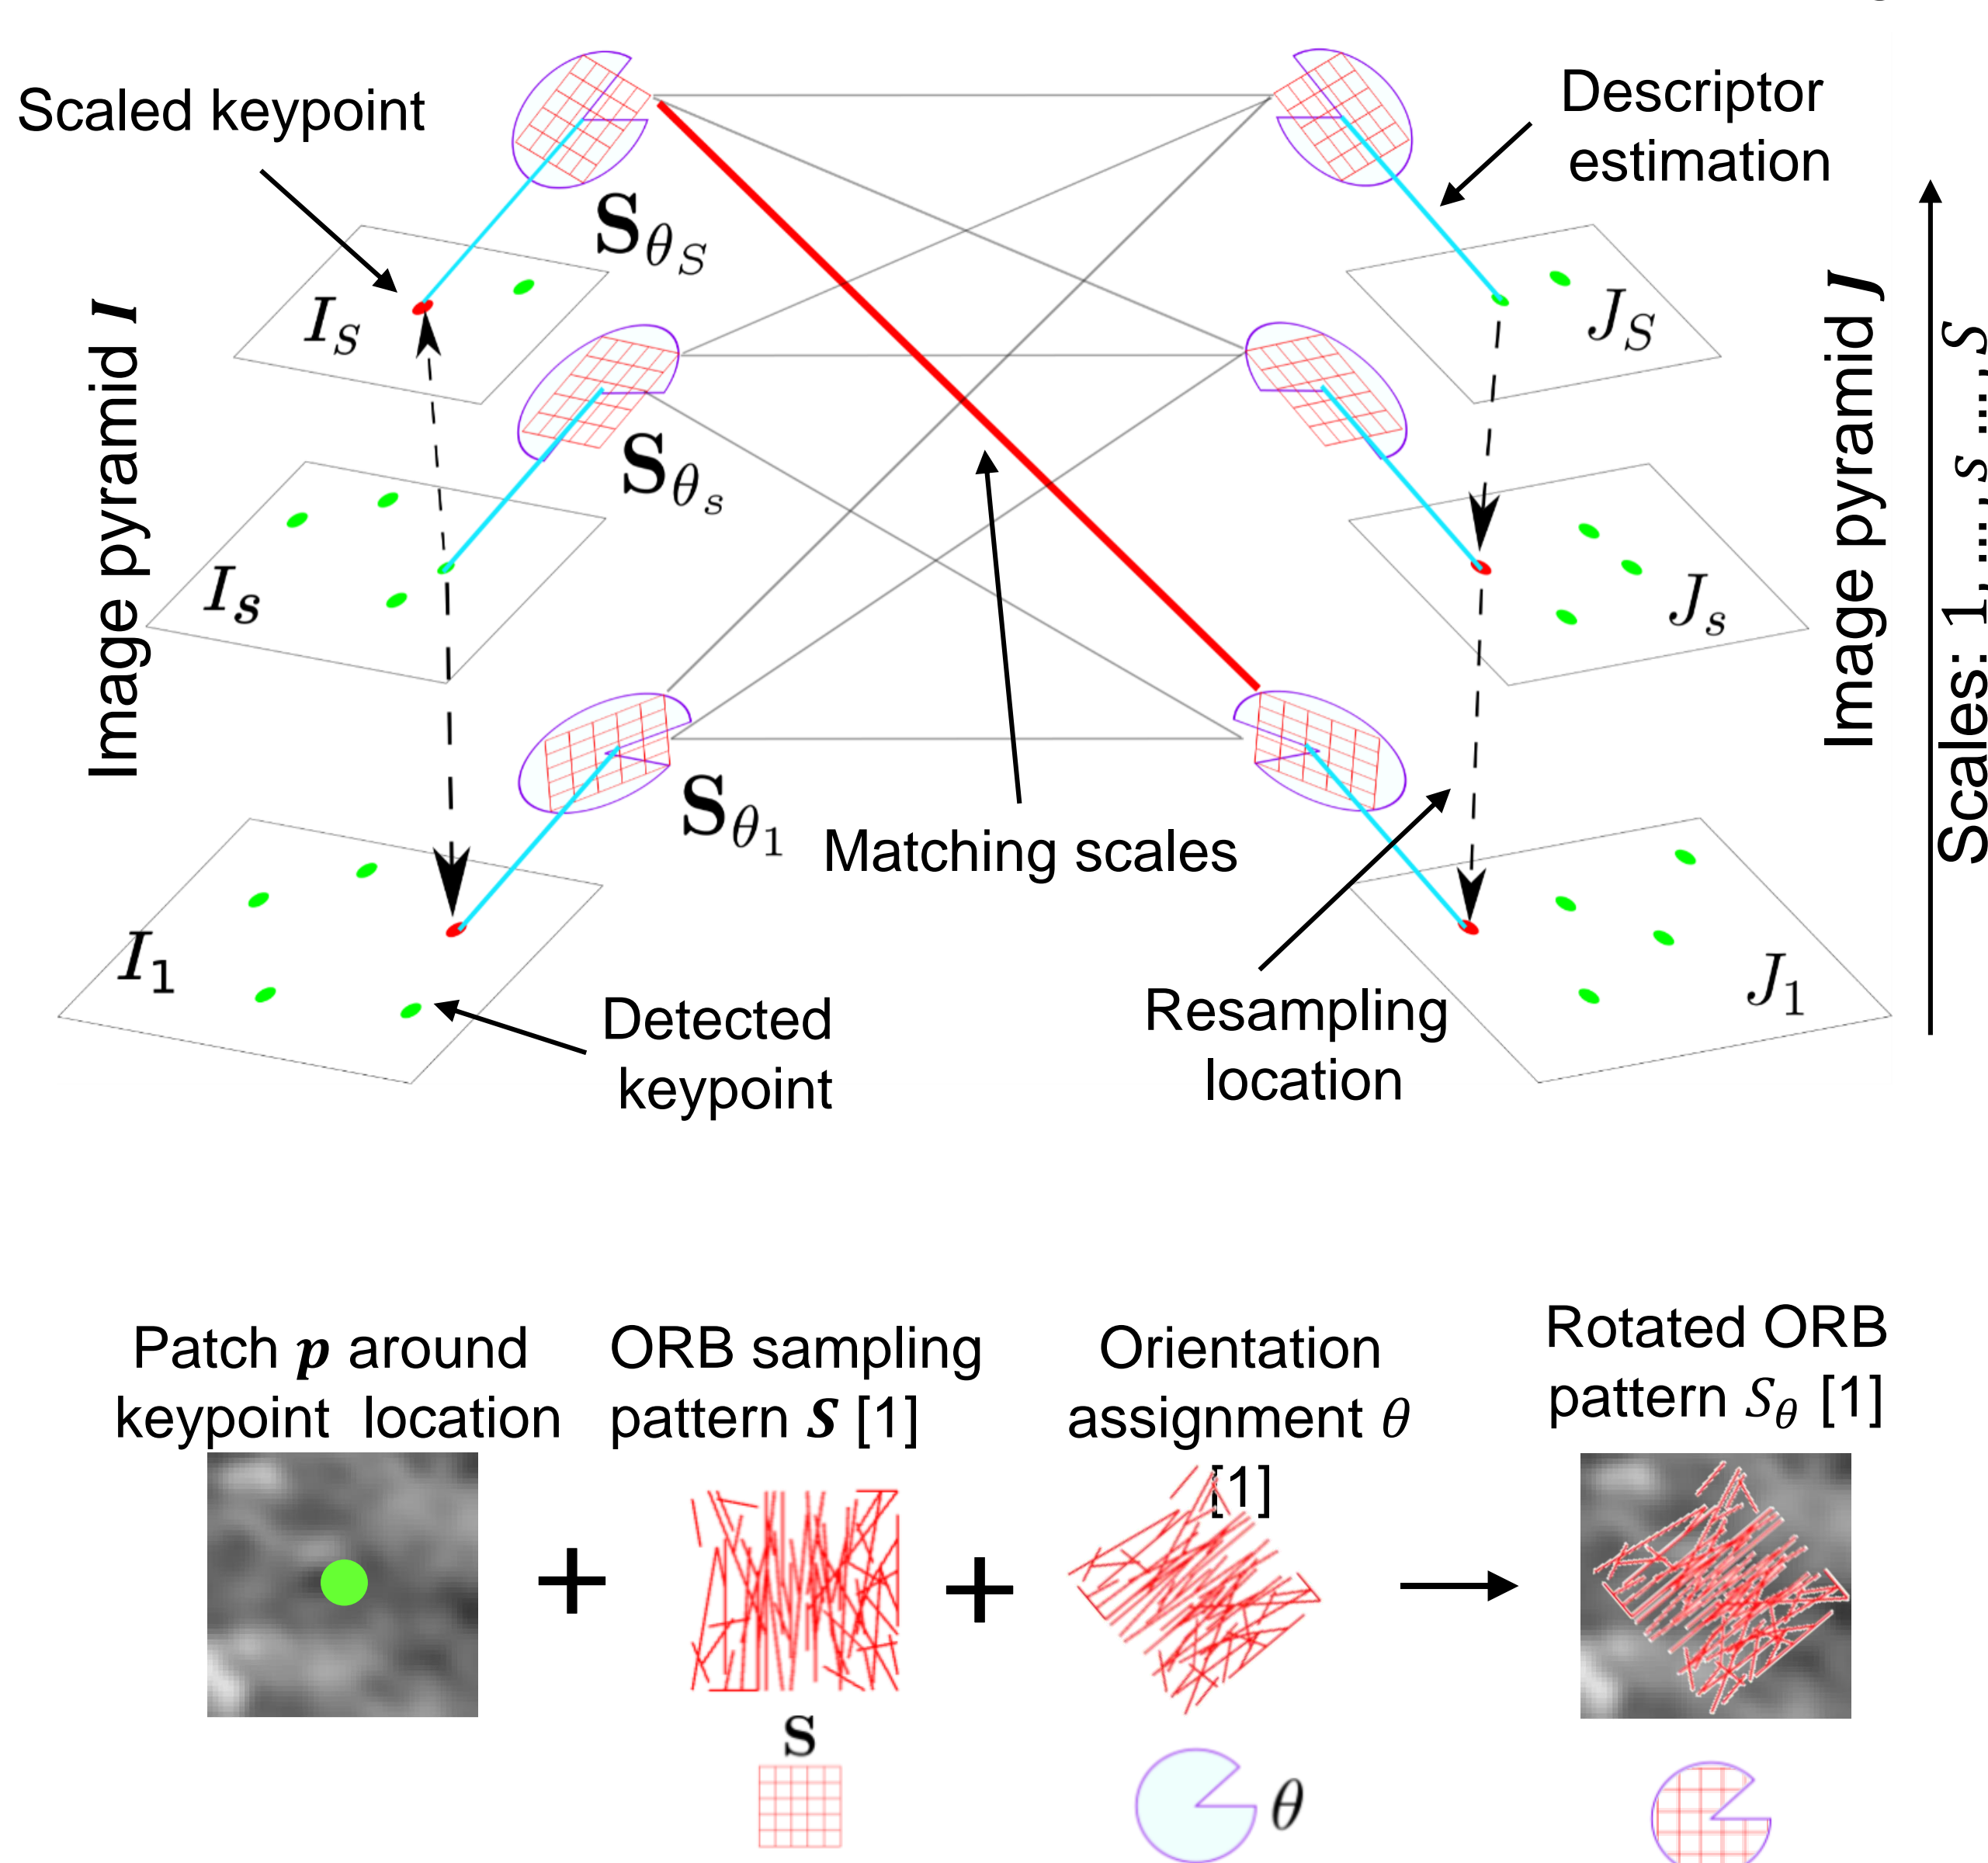 Scaled keypoint
Descriptor
estimation
S_{θ_S}
I_S
J_S
Image pyramid I
Image pyramid J
Scales: 1, ..., s ..., S
S_{θ_s}
I_s
J_s
S_{θ_1}
Matching scales
I_1
J_1
Detected
keypoint
Resampling
location
Patch p around
keypoint location
ORB sampling
pattern S [1]
Orientation
assignment θ
[1]
Rotated ORB
pattern S_θ [1]
+
+
S
θ